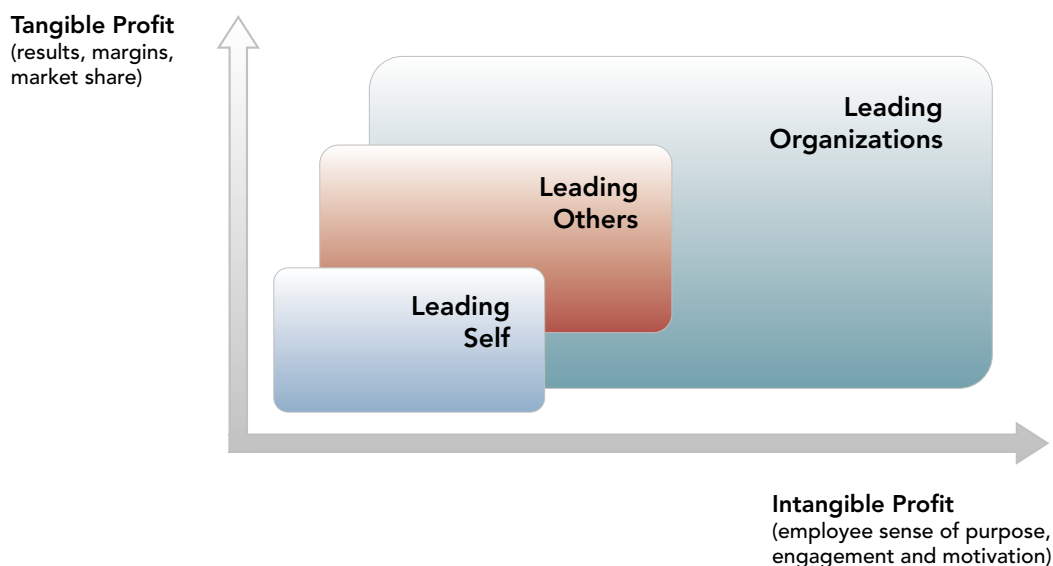 Tangible Profit
(results, margins,
market share)
Leading
Organizations
Leading
Others
Leading
Self
Intangible Profit
(employee sense of purpose,
engagement and motivation)